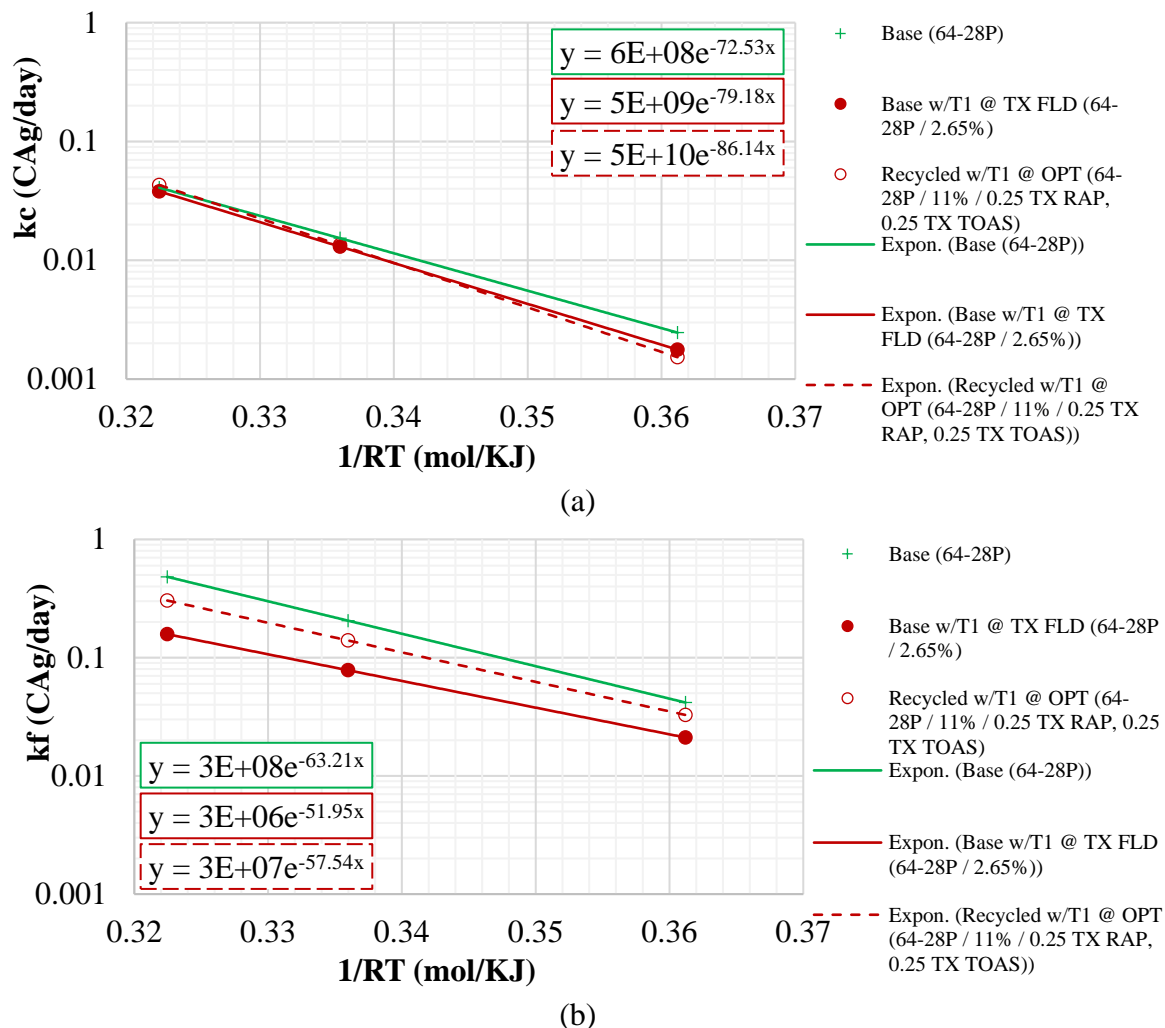 1
0.1
0.01
0.001
kc (CAg/day)
y = 6E+08e^-72.53x
y = 5E+09e^-79.18x
y = 5E+10e^-86.14x
0.32 0.33 0.34 0.35 0.36 0.37
1/RT (mol/KJ)
Base (64-28P)
Base w/T1 @ TX FLD (64-
28P / 2.65%)
Recycled w/T1 @ OPT (64-
28P / 11% / 0.25 TX RAP,
0.25 TX TOAS)
Expon. (Base (64-28P))
Expon. (Base w/T1 @ TX
FLD (64-28P / 2.65%))
Expon. (Recycled w/T1 @
OPT (64-28P / 11% / 0.25 TX
RAP, 0.25 TX TOAS))
(a)
1
0.1
0.01
0.001
kf (CAg/day)
y = 3E+08e^-63.21x
y = 3E+06e^-51.95x
y = 3E+07e^-57.54x
0.32 0.33 0.34 0.35 0.36 0.37
1/RT (mol/KJ)
Base (64-28P)
Base w/T1 @ TX FLD (64-28P
/ 2.65%)
Recycled w/T1 @ OPT (64-
28P / 11% / 0.25 TX RAP, 0.25
TX TOAS)
Expon. (Base (64-28P))
Expon. (Base w/T1 @ TX FLD
(64-28P / 2.65%))
Expon. (Recycled w/T1 @ OPT
(64-28P / 11% / 0.25 TX RAP,
0.25 TX TOAS))
(b)